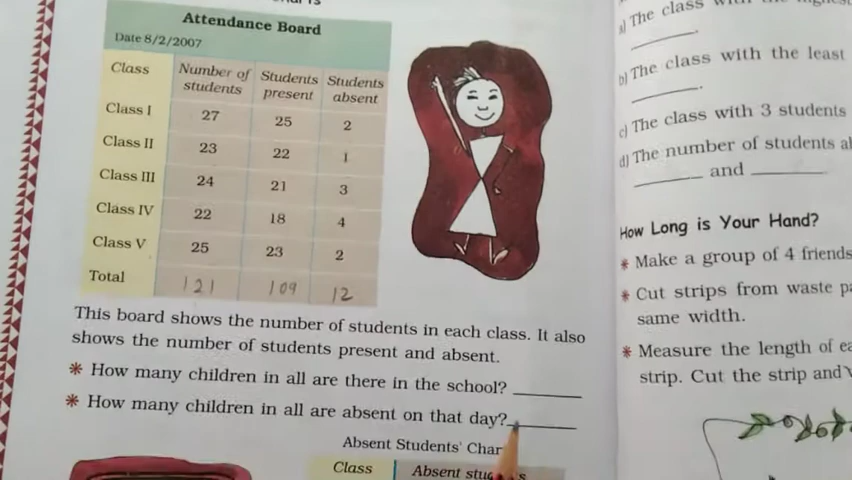 Attendance Board
Date 8/2/2007
Class Number of students Students present Students absent
Class I 27 25 2
Class II 23 22 1
Class III 24 21 3
Class IV 22 18 4
Class V 25 23 2
Total 121 109 12
This board shows the number of students in each class. It also
shows the number of students present and absent.
* How many children in all are there in the school?
* How many children in all are absent on that day?
Absent Students' Char
Class Absent stu
a) The class with
b) The class with the least
c) The class with 3 students
d) The number of students
and
How Long is Your Hand?
* Make a group of 4 friends
* Cut strips from waste
same width.
* Measure the length of
strip. Cut the strip and